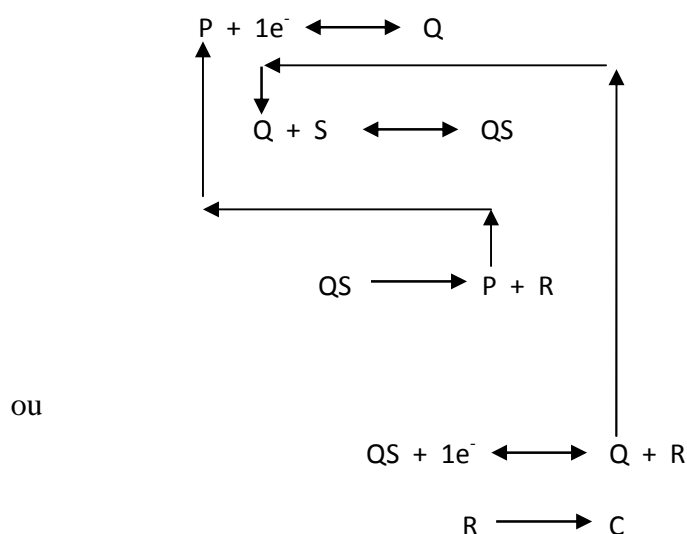 P + 1e⁻ ⟷ Q
Q + S ⟷ QS
QS ⟶ P + R
ou
QS + 1e⁻ ⟷ Q + R
R ⟶ C